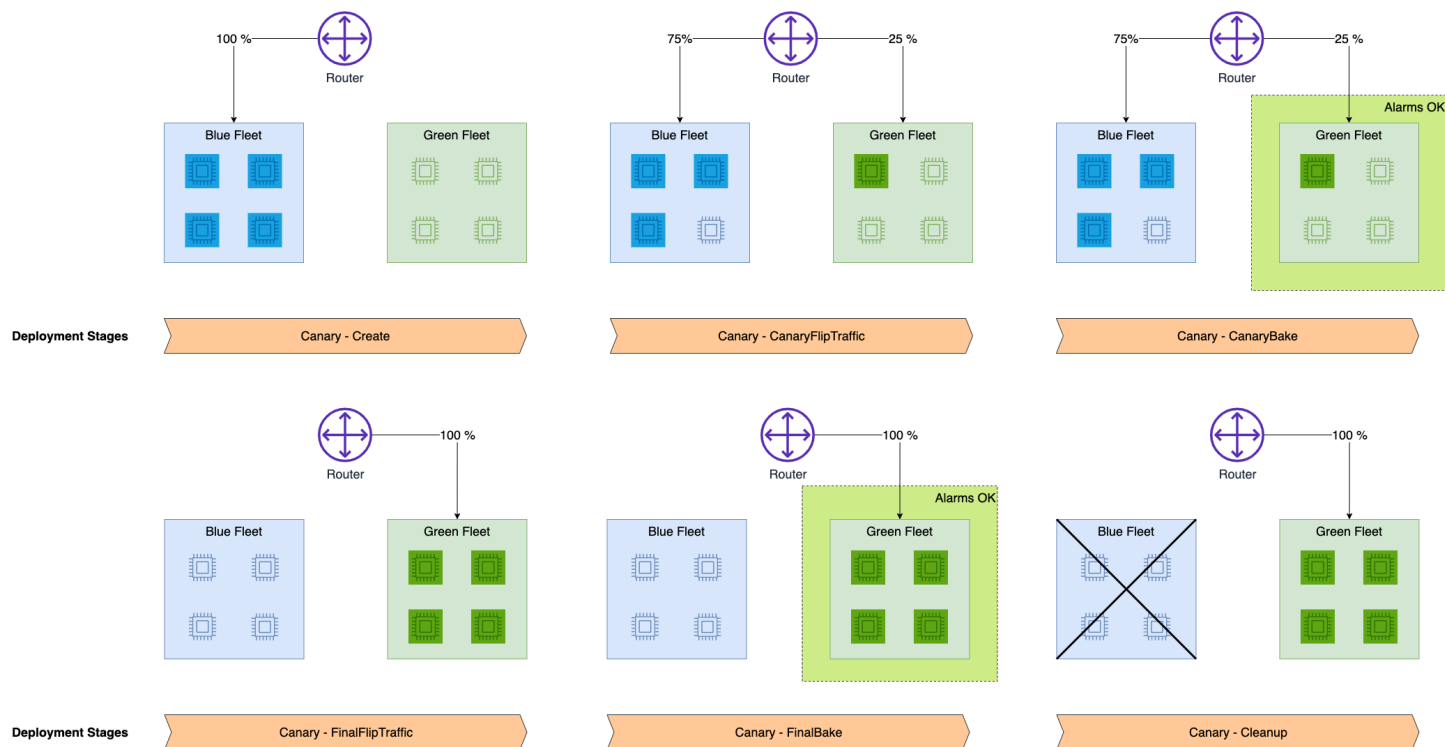 100 %
Router
Blue Fleet
Green Fleet
75%
25 %
Router
Blue Fleet
Green Fleet
75%
25 %
Router
Alarms OK
Blue Fleet
Green Fleet
Deployment Stages
Canary - Create
Canary - CanaryFlipTraffic
Canary - CanaryBake
100 %
Router
Blue Fleet
Green Fleet
100 %
Router
Alarms OK
Blue Fleet
Green Fleet
100 %
Router
Blue Fleet
Green Fleet
Deployment Stages
Canary - FinalFlipTraffic
Canary - FinalBake
Canary - Cleanup